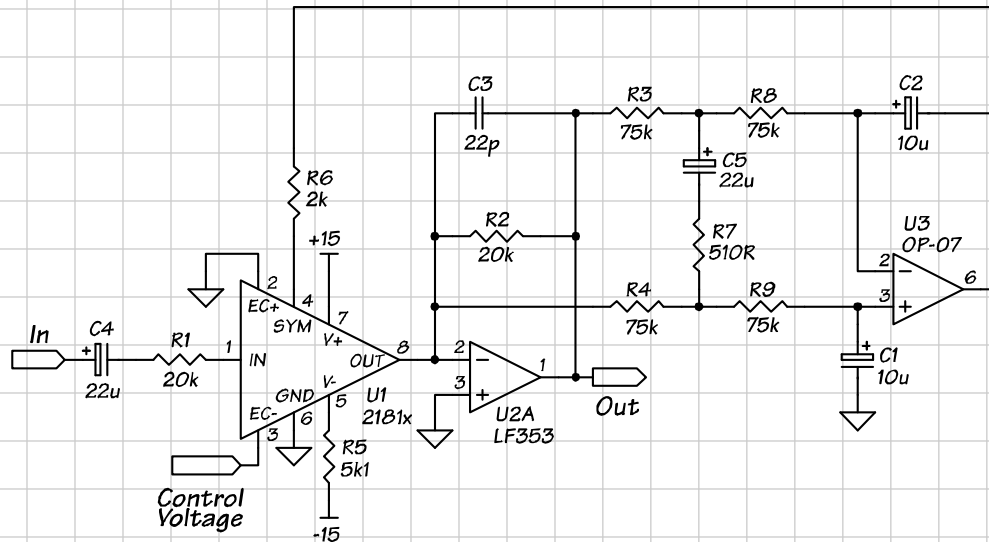 C3
22p
R3
75k
R8
75k
C2
+
10u
R6
2k
+
C5
22u
R2
20k
R7
510R
U3
OP-07
2
-
3
+
6
+15
2
EC+
4
SYM
7
V+
R4
75k
R9
75k
In
C4
+
22u
R1
20k
1
IN
OUT
8
2
-
3
+
1
+
C1
10u
V-
5
GND
6
EC-
3
U1
2181x
U2A
LF353
Out
R5
5k1
Control
Voltage
-15